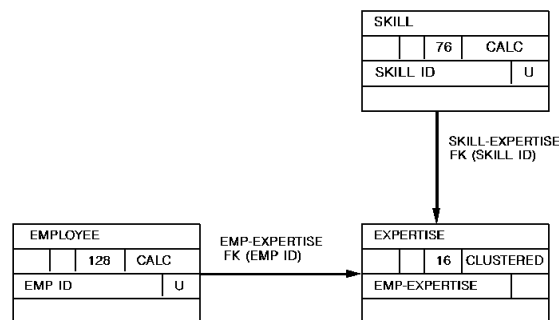 SKILL
76 CALC
SKILL ID U
SKILL-EXPERTISE
FK (SKILL ID)
EMPLOYEE
128 CALC
EMP ID U
EMP-EXPERTISE
FK (EMP ID)
EXPERTISE
16 CLUSTERED
EMP-EXPERTISE